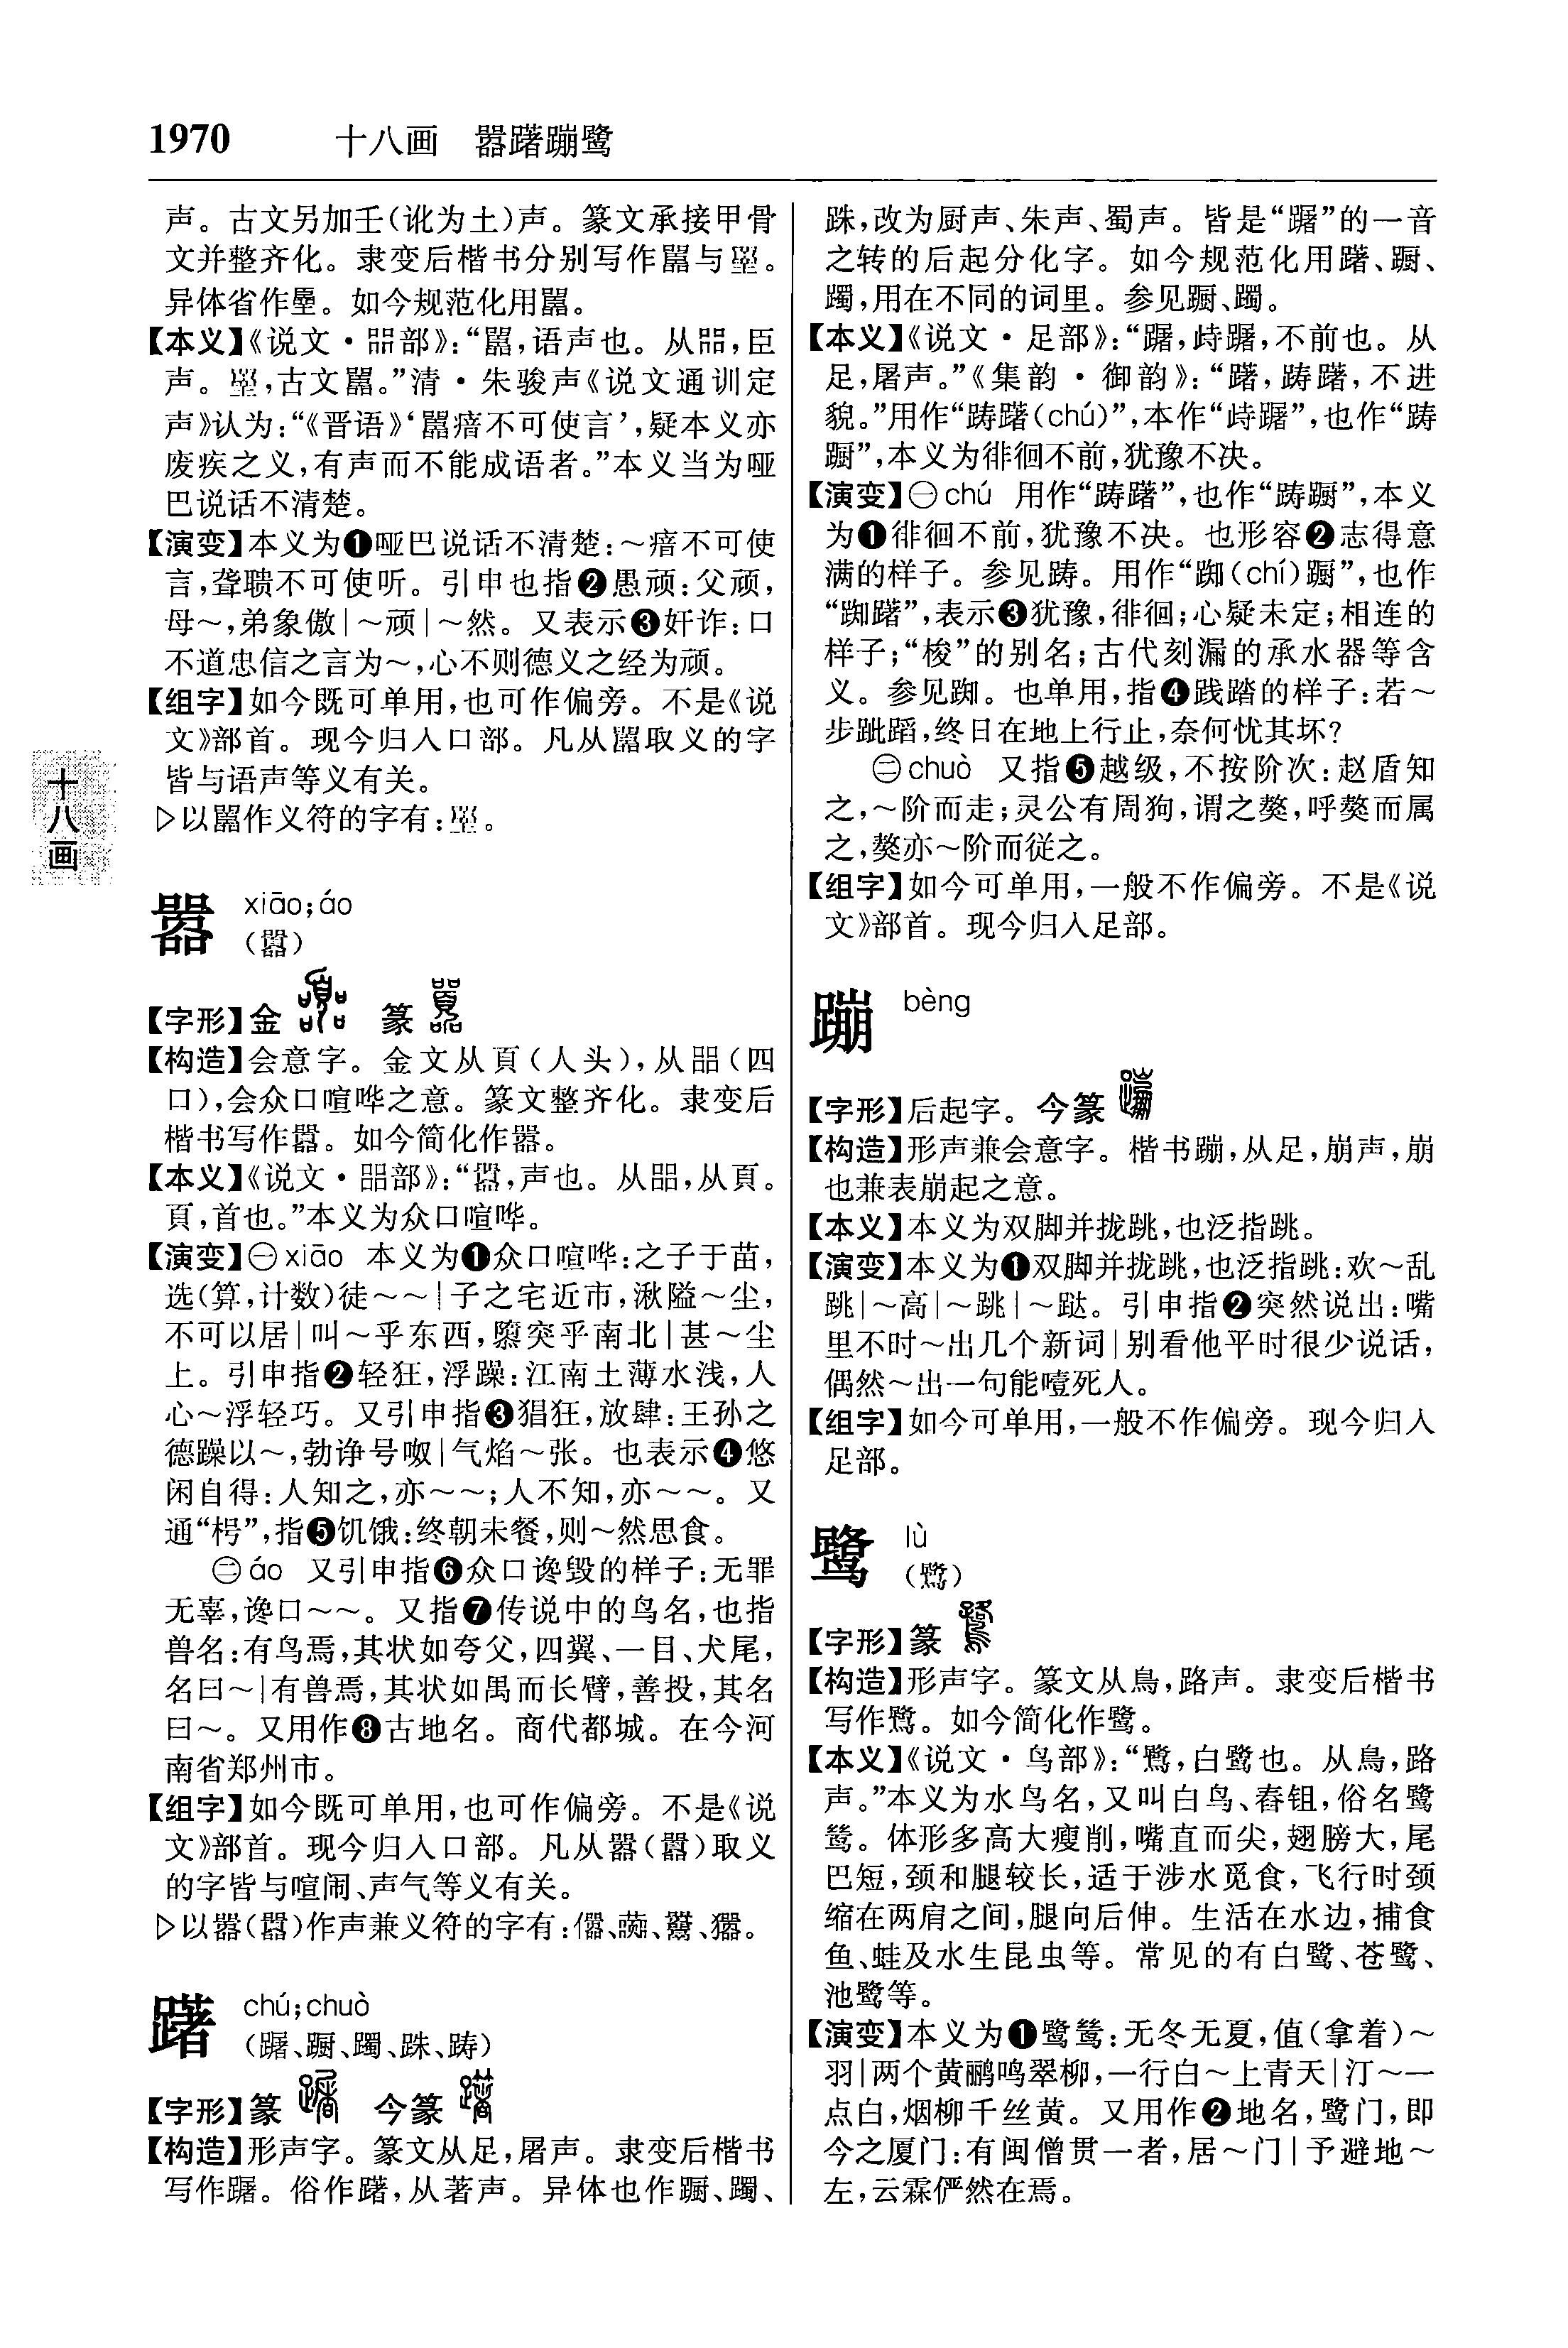 1970 十八画 嚣躇蹦鹭
声。古文另加壬(讹为土)声。篆文承接甲骨
文并整齐化。隶变后楷书分别写作嚚与。
异体省作。如今规范化用嚚。
【本义】《说文·㗊部》:“嚚,语声也。从㗊,臣
声。,古文嚚。”清·朱骏声《说文通训定
声》认为:“《晋语》‘嚚瘖不可使言’,疑本义亦
废疾之义,有声而不能成语者。”本义当为哑
巴说话不清楚。
【演变】本义为❶哑巴说话不清楚:～瘖不可使
言,聋聩不可使听。引申也指❷愚顽:父顽,
母～,弟象傲|～顽|～然。又表示❸奸诈:口
不道忠信之言为～,心不则德义之经为顽。
【组字】如今既可单用,也可作偏旁。不是《说
文》部首。现今归入口部。凡从嚚取义的字
皆与语声等义有关。
▷以嚚作义符的字有:。
十八画
嚣 xiāo;áo
(囂)
【字形】金 篆
【构造】会意字。金文从頁(人头),从㗊(四
口),会众口喧哗之意。篆文整齐化。隶变后
楷书写作囂。如今简化作嚣。
【本义】《说文·㗊部》:“囂,声也。从㗊,从頁。
頁,首也。”本义为众口喧哗。
【演变】㊀xiāo 本义为❶众口喧哗:之子于苗,
选(算,计数)徒～～|子之宅近市,湫隘～尘,
不可以居|叫～乎东西,隳突乎南北|甚～尘
上。引申指❷轻狂,浮躁:江南土薄水浅,人
心～浮轻巧。又引申指❸猖狂,放肆:王孙之
德躁以～,勃诤号呶|气焰～张。也表示❹悠
闲自得:人知之,亦～～;人不知,亦～～。又
通“枵”,指❺饥饿:终朝未餐,则～然思食。
㊁áo 又引申指❻众口谗毁的样子:无罪
无辜,谗口～～。又指❼传说中的鸟名,也指
兽名:有鸟焉,其状如夸父,四翼、一目、犬尾,
名曰～|有兽焉,其状如禺而长臂,善投,其名
曰～。又用作❽古地名。商代都城。在今河
南省郑州市。
【组字】如今既可单用,也可作偏旁。不是《说
文》部首。现今归入口部。凡从嚣(囂)取义
的字皆与喧闹、声气等义有关。
▷以嚣(囂)作声兼义符的字有:儑、虈、䰭、獢。
躇 chú;chuò
(躇、蹰、躅、跦、踌)
【字形】篆 今篆
【构造】形声字。篆文从足,屠声。隶变后楷书
写作。俗作躇,从著声。异体也作蹰、躅、
跦,改为厨声、朱声、蜀声。皆是“”的一音
之转的后起分化字。如今规范化用躇、蹰、
躅,用在不同的词里。参见蹰、躅。
【本义】《说文·足部》:“,峙,不前也。从
足,屠声。”《集韵·御韵》:“躇,踌躇,不进
貌。”用作“踌躇(chú)”,本作“峙”,也作“踌
蹰”,本义为徘徊不前,犹豫不决。
【演变】㊀chú 用作“踌躇”,也作“踌蹰”,本义
为❶徘徊不前,犹豫不决。也形容❷志得意
满的样子。参见踌。用作“踟(chí)蹰”,也作
“踟躇”,表示❸犹豫,徘徊;心疑未定;相连的
样子;“梭”的别名;古代刻漏的承水器等含
义。参见踟。也单用,指❹践踏的样子:若～
步跐蹈,终日在地上行止,奈何忧其坏?
㊁chuò 又指❺越级,不按阶次:赵盾知
之,～阶而走;灵公有周狗,谓之獒,呼獒而属
之,獒亦～阶而従之。
【组字】如今可单用,一般不作偏旁。不是《说
文》部首。现今归入足部。
蹦 bèng
【字形】后起字。今篆
【构造】形声兼会意字。楷书蹦,从足,崩声,崩
也兼表崩起之意。
【本义】本义为双脚并拢跳,也泛指跳。
【演变】本义为❶双脚并拢跳,也泛指跳:欢～乱
跳|～高|～跳|～跶。引申指❷突然说出:嘴
里不时～出几个新词|别看他平时很少说话,
偶然～出一句能噎死人。
【组字】如今可单用,一般不作偏旁。现今归入
足部。
鹭 lù
(鷺)
【字形】篆
【构造】形声字。篆文从鳥,路声。隶变后楷书
写作鷺。如今简化作鹭。
【本义】《说文·鸟部》:“鷺,白鹭也。从鳥,路
声。”本义为水鸟名,又叫白鸟、舂锄,俗名鹭
鸶。体形多高大瘦削,嘴直而尖,翅膀大,尾
巴短,颈和腿较长,适于涉水觅食,飞行时颈
缩在两肩之间,腿向后伸。生活在水边,捕食
鱼、蛙及水生昆虫等。常见的有白鹭、苍鹭、
池鹭等。
【演变】本义为❶鹭鸶:无冬无夏,值(拿着)～
羽|两个黄鹂鸣翠柳,一行白～上青天|汀～一
点白,烟柳千丝黄。又用作❷地名,鹭门,即
今之厦门:有闽僧贯一者,居～门|予避地～
左,云霖俨然在焉。